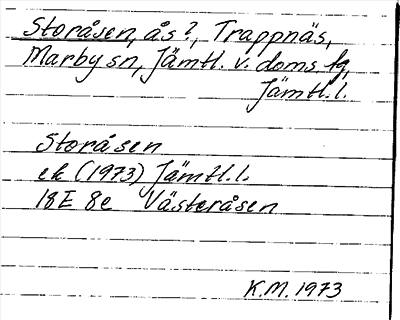 Storåsen, ås?, Trappnäs,
Marby sn, Jämtl. v. doms. fg,
Jämtl. l.
Storåsen
ek (1973) Jämtl. l.
18E 8e Västeråsen
K.M. 1973